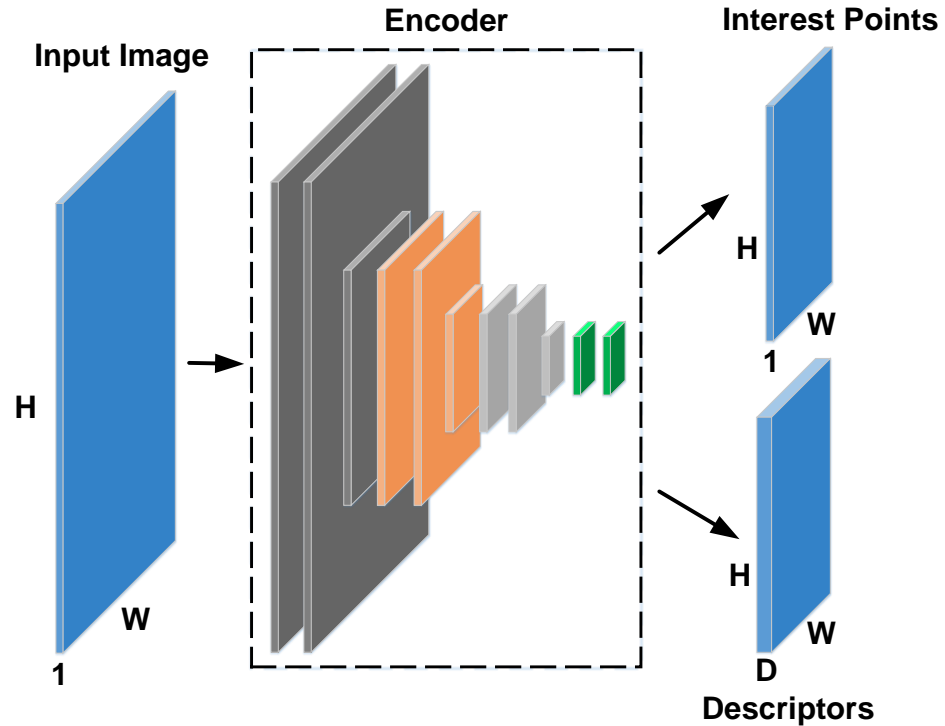 Input Image
H
W
1
Encoder
Interest Points
H
W
1
H
W
D
Descriptors